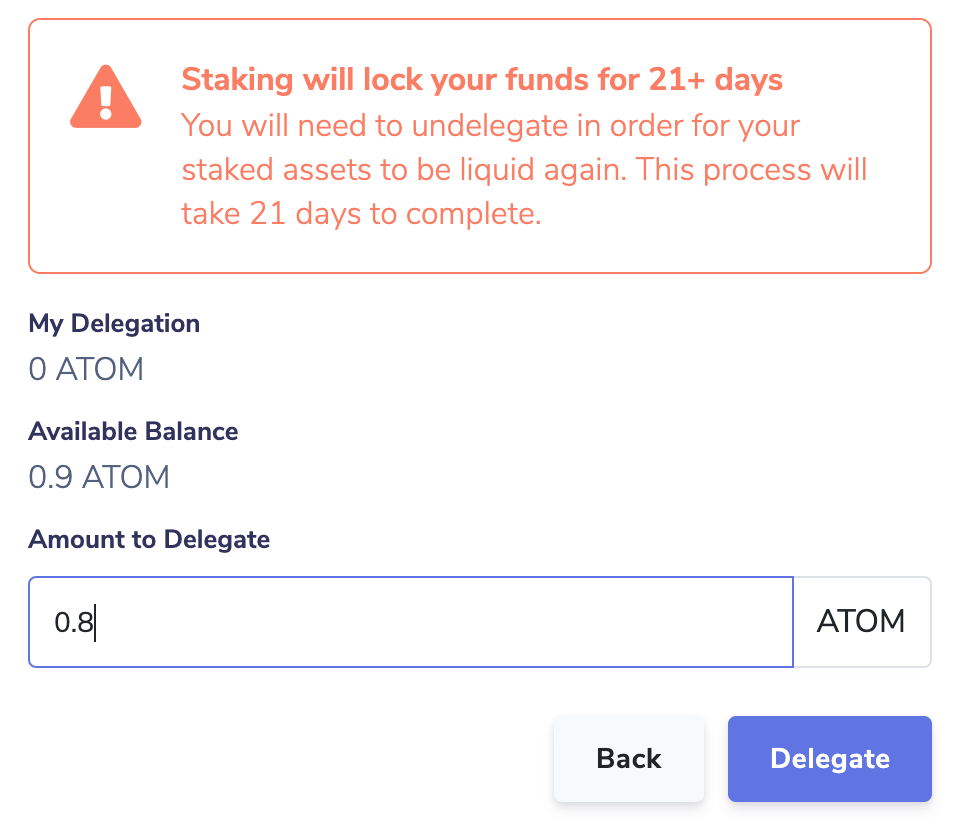 Staking will lock your funds for 21+ days
You will need to undelegate in order for your
staked assets to be liquid again. This process will
take 21 days to complete.
My Delegation
0 ATOM
Available Balance
0.9 ATOM
Amount to Delegate
0.8
ATOM
Back
Delegate